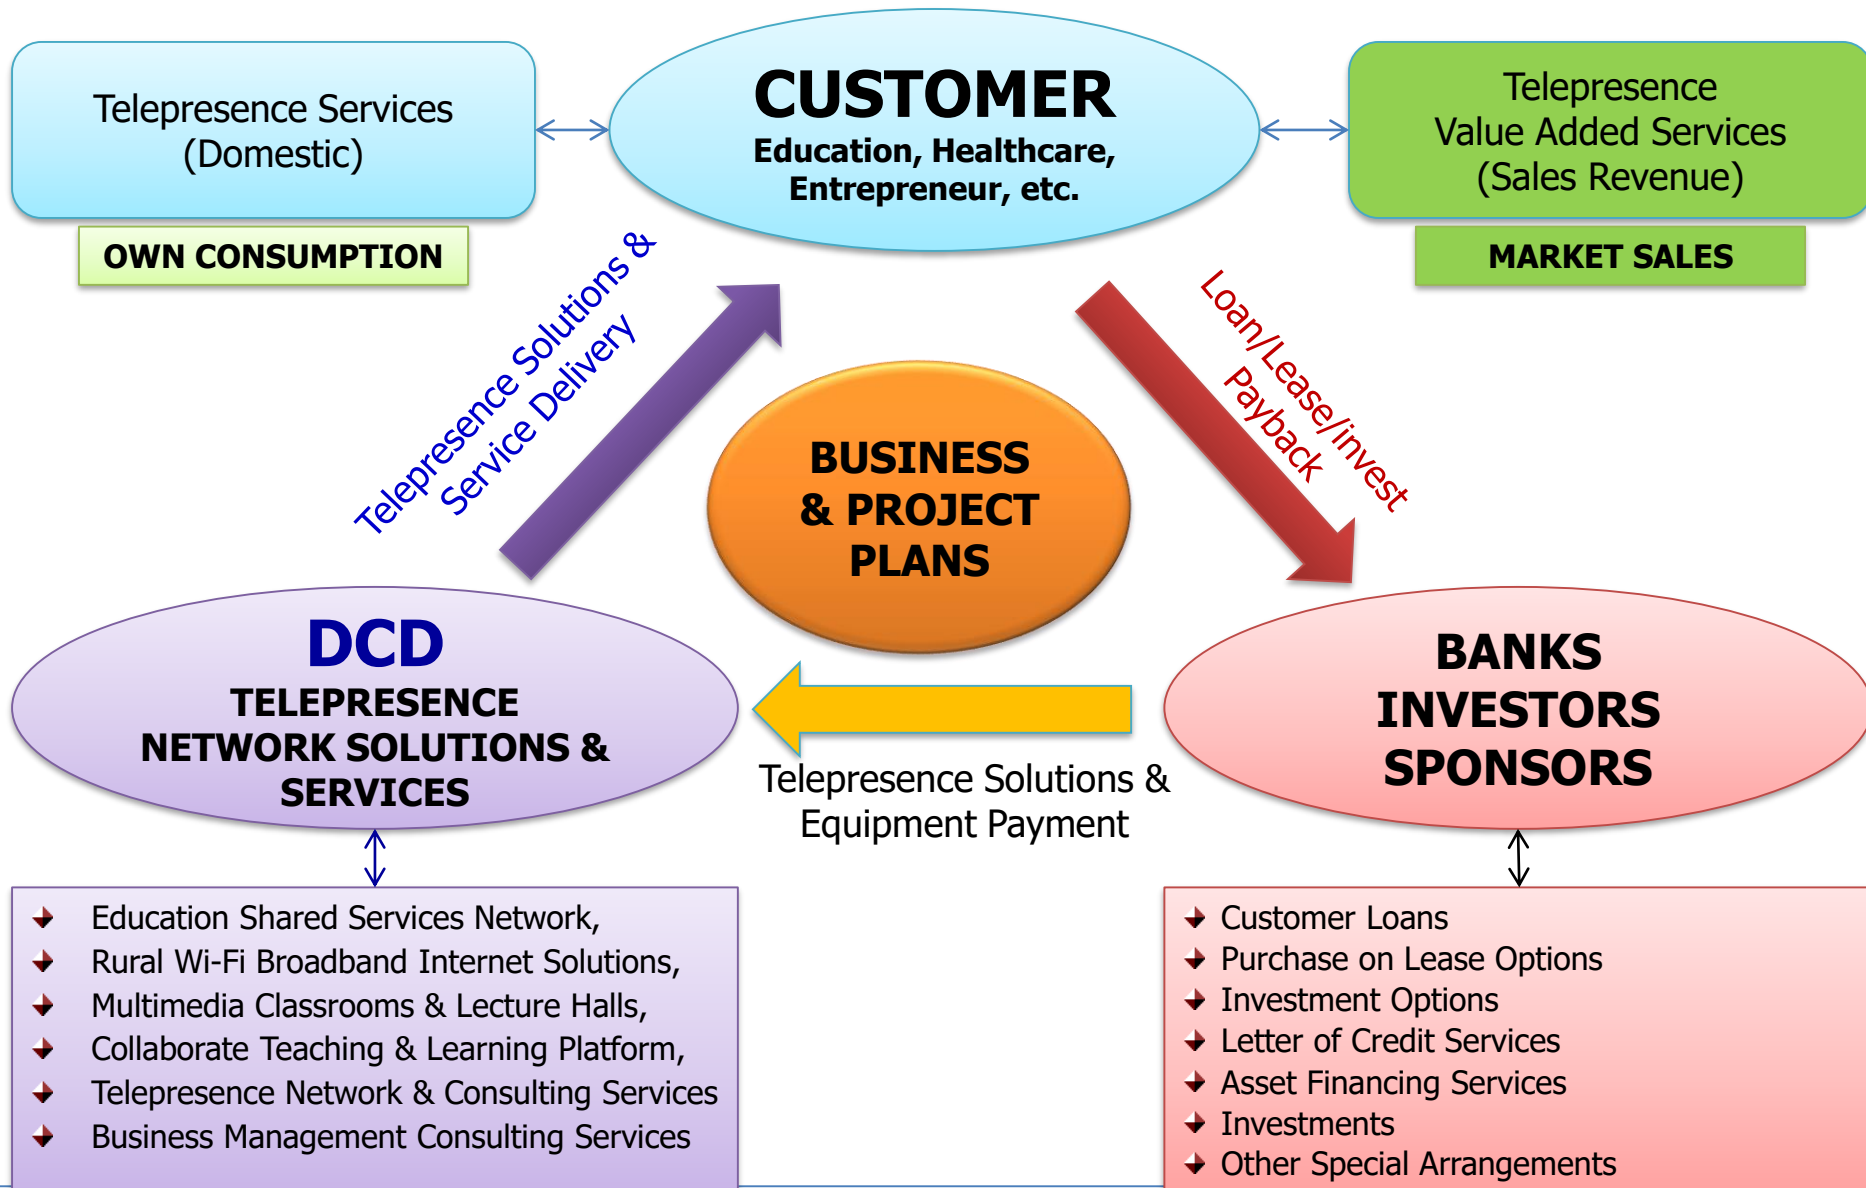 Telepresence Services
(Domestic)
OWN CONSUMPTION
CUSTOMER
Education, Healthcare,
Entrepreneur, etc.
Telepresence
Value Added Services
(Sales Revenue)
MARKET SALES
Telepresence Solutions &
Service Delivery
Loan/Lease/invest
Payback
BUSINESS
& PROJECT
PLANS
DCD
TELEPRESENCE
NETWORK SOLUTIONS &
SERVICES
Telepresence Solutions &
Equipment Payment
BANKS
INVESTORS
SPONSORS
Education Shared Services Network,
Rural Wi-Fi Broadband Internet Solutions,
Multimedia Classrooms & Lecture Halls,
Collaborate Teaching & Learning Platform,
Telepresence Network & Consulting Services
Business Management Consulting Services
Customer Loans
Purchase on Lease Options
Investment Options
Letter of Credit Services
Asset Financing Services
Investments
Other Special Arrangements